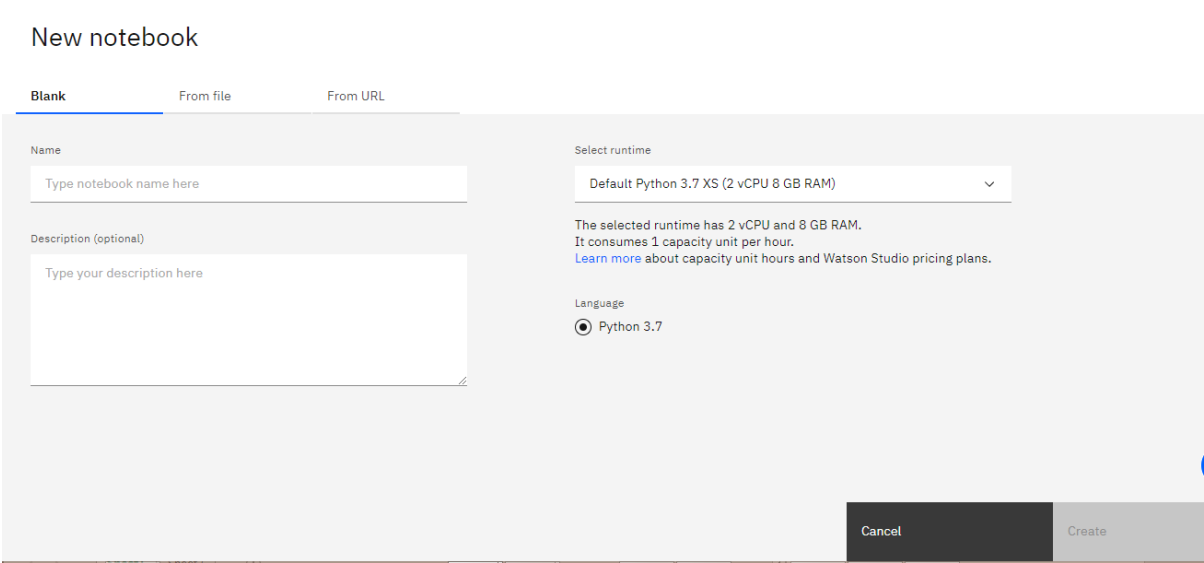 New notebook
Blank
From file
From URL
Name
Type notebook name here
Description (optional)
Type your description here
Select runtime
Default Python 3.7 XS (2 vCPU 8 GB RAM)
The selected runtime has 2 vCPU and 8 GB RAM.
It consumes 1 capacity unit per hour.
Learn more about capacity unit hours and Watson Studio pricing plans.
Language
Python 3.7
Cancel
Create